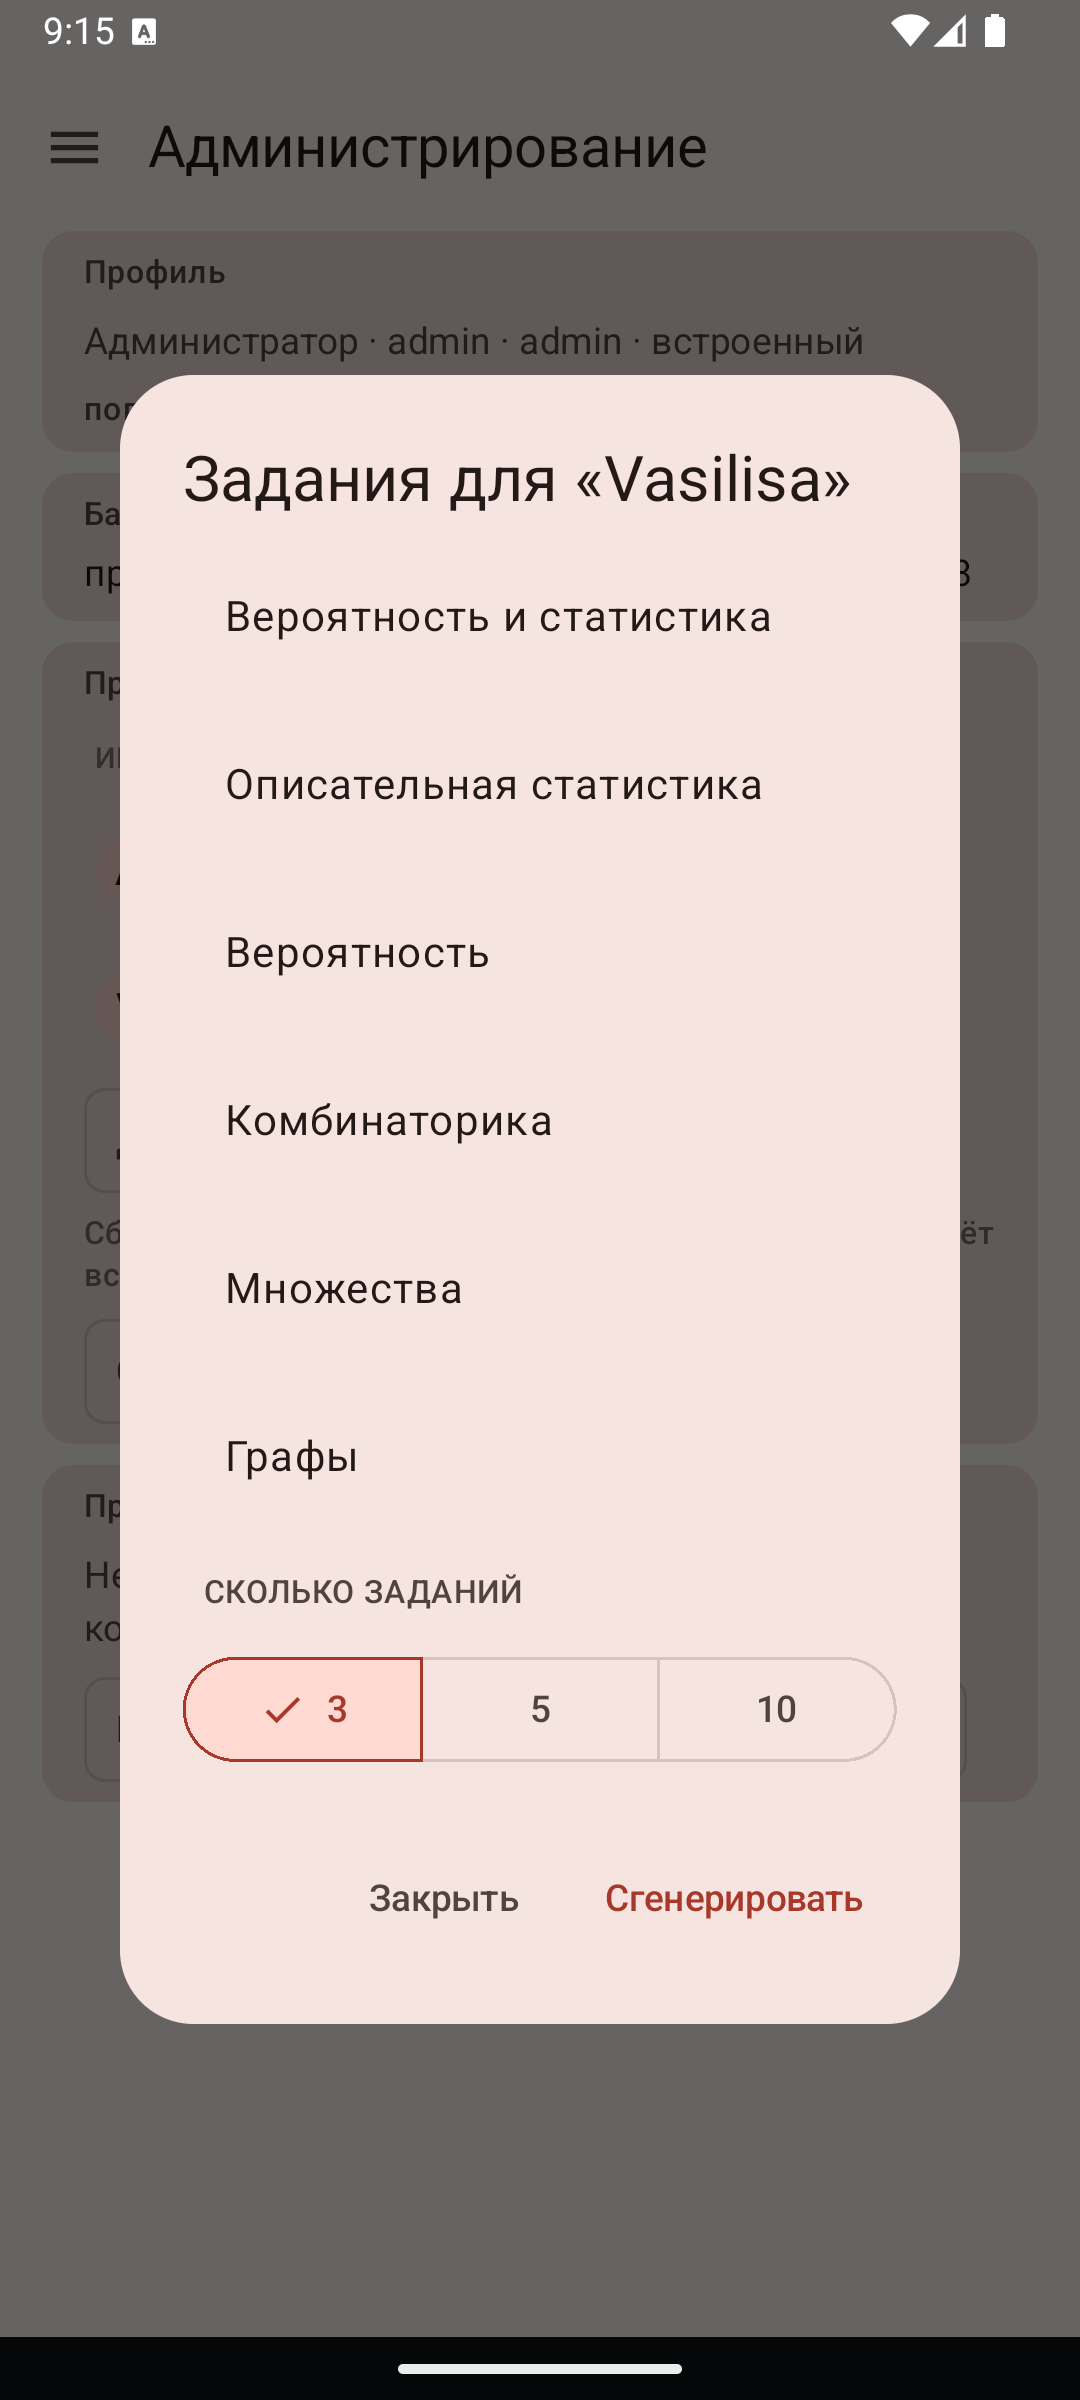 9:15
Администрирование
Профиль
Администратор · admin · admin · встроенный
Задания для «Vasilisa»
Вероятность и статистика
Описательная статистика
Вероятность
Комбинаторика
Множества
Графы
СКОЛЬКО ЗАДАНИЙ
3 5 10
Закрыть Сгенерировать